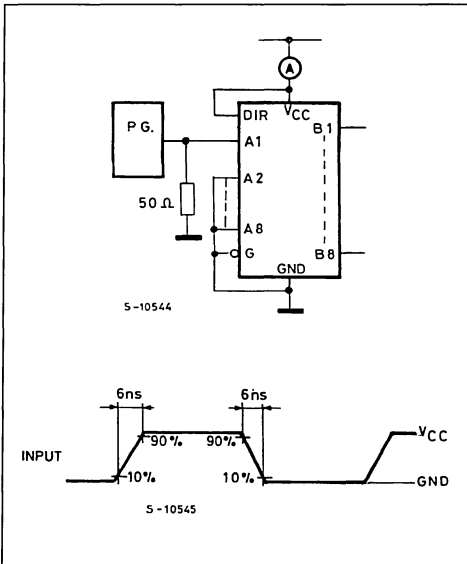 A
DIR
VCC
P G.
B1
A1
A2
50 Ω
A8
G
B8
GND
S-10544
6ns
6ns
90%
90%
VCC
INPUT
10%
10%
GND
S-10545